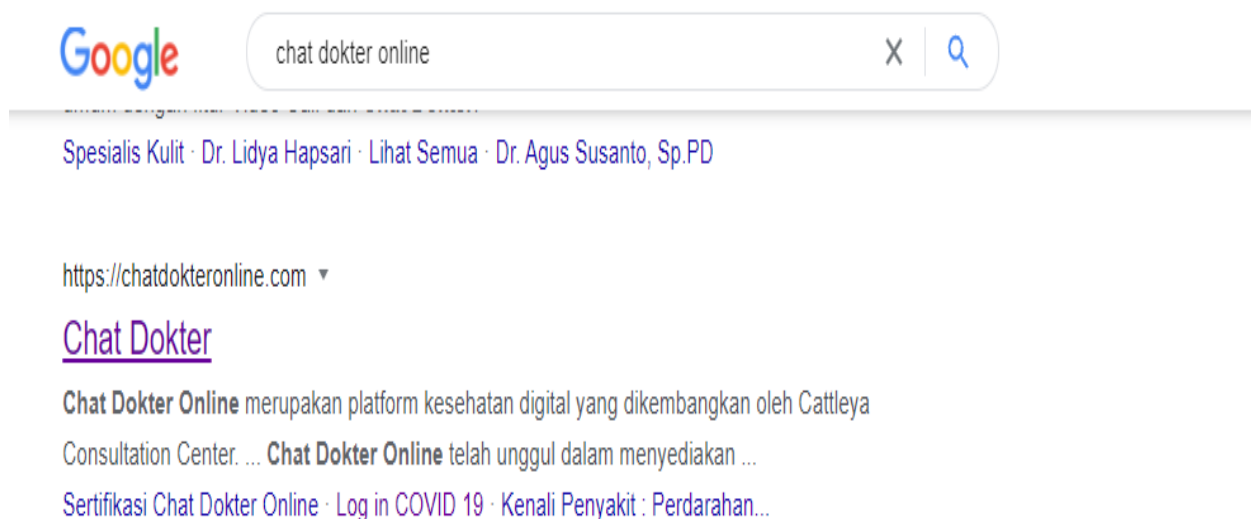 Google
chat dokter online
Spesialis Kulit · Dr. Lidya Hapsari · Lihat Semua · Dr. Agus Susanto, Sp.PD
https://chatdokteronline.com
Chat Dokter
Chat Dokter Online merupakan platform kesehatan digital yang dikembangkan oleh Cattleya
Consultation Center. ... Chat Dokter Online telah unggul dalam menyediakan ...
Sertifikasi Chat Dokter Online · Log in COVID 19 · Kenali Penyakit : Perdarahan...